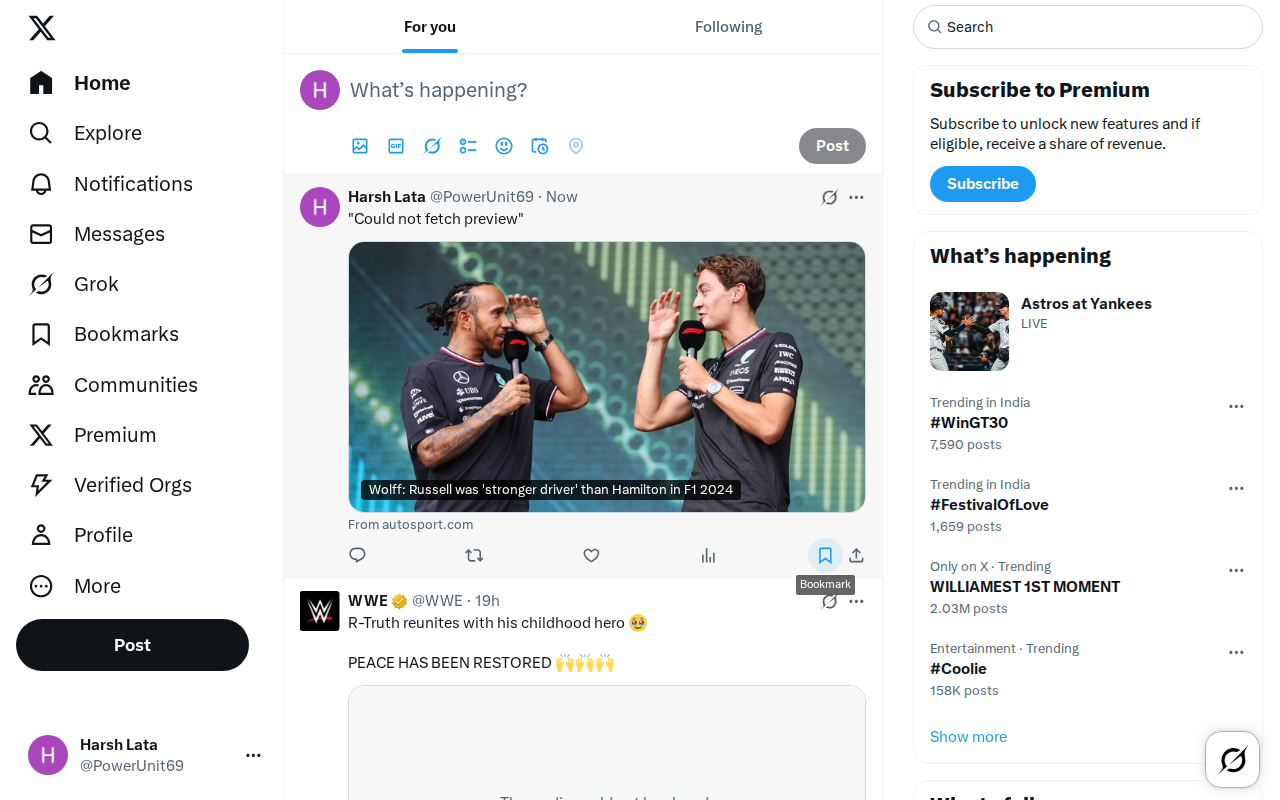 Home
Explore
Notifications
Messages
Grok
Bookmarks
Communities
Premium
Verified Orgs
Profile
More
Post
Harsh Lata
@PowerUnit69
For you
Following
H
What's happening?
GIF
Post
H
Harsh Lata @PowerUnit69 · Now
"Could not fetch preview"
UBS
IWC
INEOS
AMD
Wolff: Russell was 'stronger driver' than Hamilton in F1 2024
From autosport.com
Bookmark
WWE @WWE · 19h
R-Truth reunites with his childhood hero 🥹
PEACE HAS BEEN RESTORED 🙌🙌🙌
H
Search
Subscribe to Premium
Subscribe to unlock new features and if
eligible, receive a share of revenue.
Subscribe
What's happening
Astros at Yankees
LIVE
Trending in India
#WinGT30
7,590 posts
Trending in India
#FestivalOfLove
1,659 posts
Only on X · Trending
WILLIAMEST 1ST MOMENT
2.03M posts
Entertainment · Trending
#Coolie
158K posts
Show more